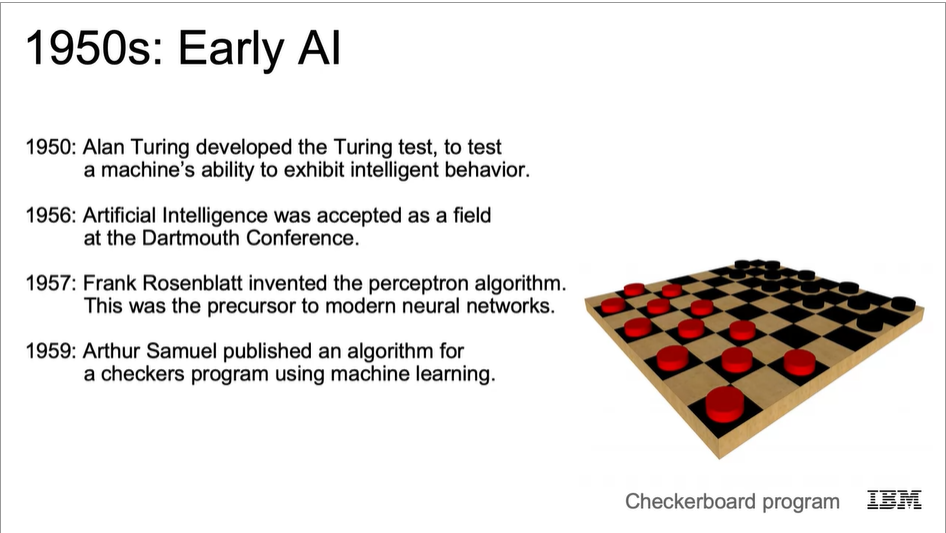 1950s: Early AI
1950: Alan Turing developed the Turing test, to test
a machine's ability to exhibit intelligent behavior.
1956: Artificial Intelligence was accepted as a field
at the Dartmouth Conference.
1957: Frank Rosenblatt invented the perceptron algorithm.
This was the precursor to modern neural networks.
1959: Arthur Samuel published an algorithm for
a checkers program using machine learning.
Checkerboard program
IBM